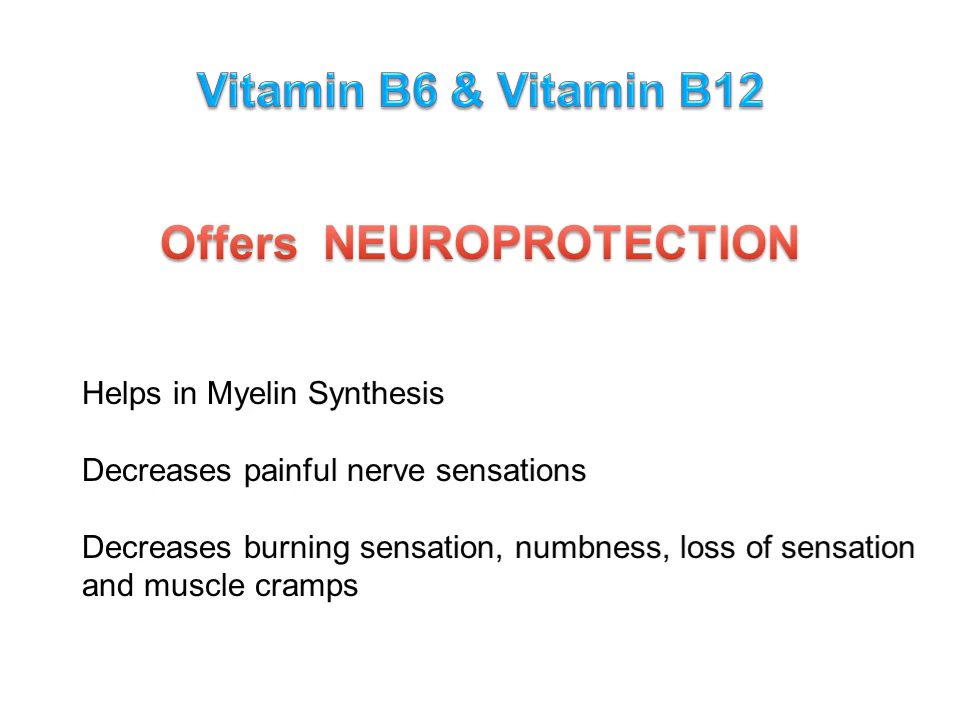 Vitamin B6 & Vitamin B12
Offers NEUROPROTECTION
Helps in Myelin Synthesis
Decreases painful nerve sensations
Decreases burning sensation, numbness, loss of sensation
and muscle cramps